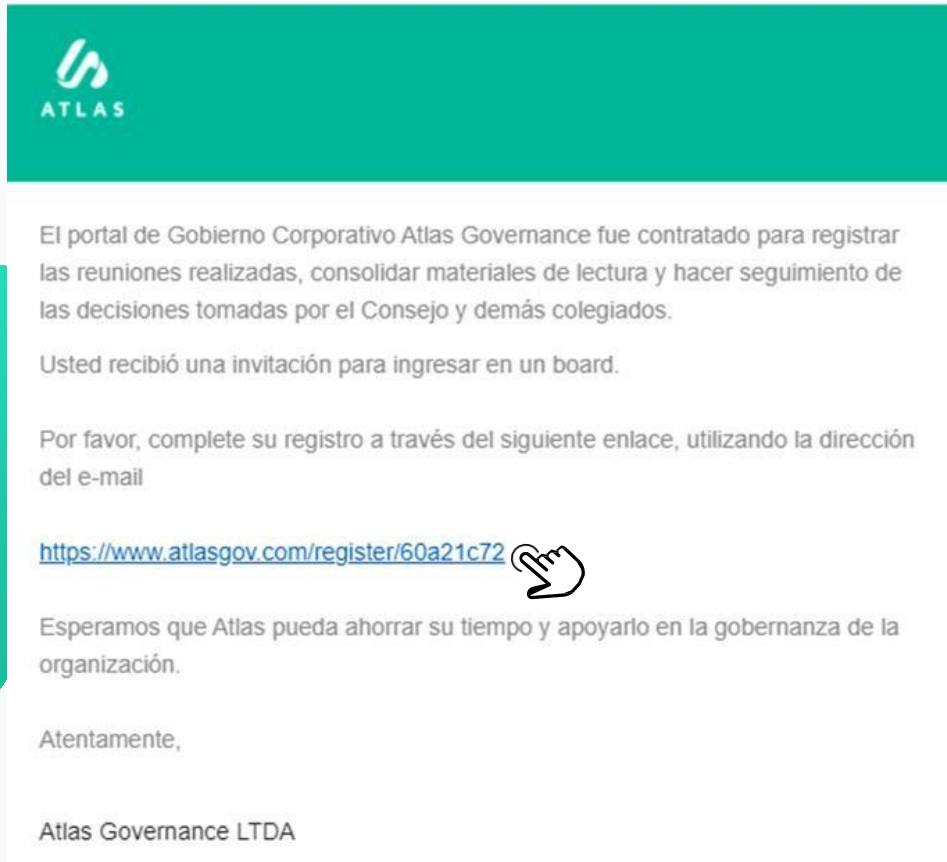 ATLAS
El portal de Gobierno Corporativo Atlas Governance fue contratado para registrar
las reuniones realizadas, consolidar materiales de lectura y hacer seguimiento de
las decisiones tomadas por el Consejo y demás colegiados.
Usted recibió una invitación para ingresar en un board.
Por favor, complete su registro a través del siguiente enlace, utilizando la dirección
del e-mail
https://www.atlasgov.com/register/60a21c72
Esperamos que Atlas pueda ahorrar su tiempo y apoyarlo en la gobernanza de la
organización.
Atentamente,
Atlas Governance LTDA